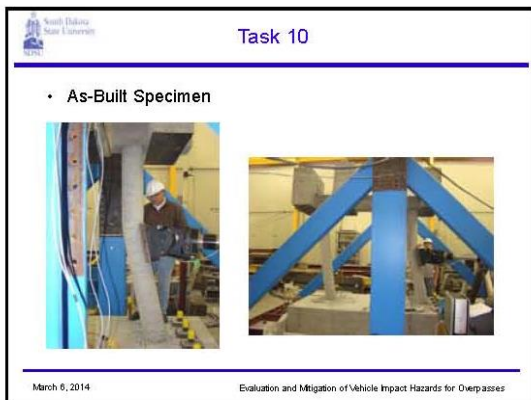 South Dakota
State University
SDSU
Task 10
• As-Built Specimen
March 6, 2014
Evaluation and Mitigation of Vehicle Impact Hazards for Overpasses